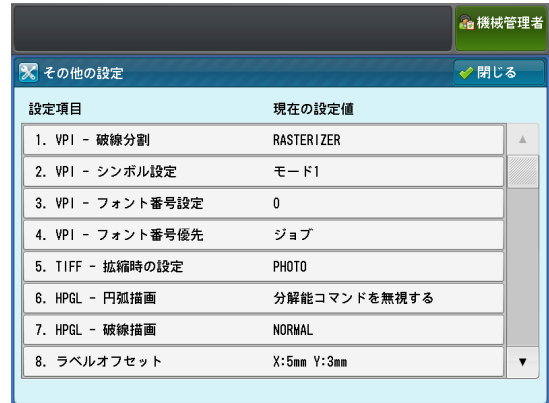 機械管理者
その他の設定 閉じる
設定項目 現在の設定値
1. VPI - 破線分割 RASTERIZER
2. VPI - シンボル設定 モード1
3. VPI - フォント番号設定 0
4. VPI - フォント番号優先 ジョブ
5. TIFF - 拡縮時の設定 PHOTO
6. HPGL - 円弧描画 分解能コマンドを無視する
7. HPGL - 破線描画 NORMAL
8. ラベルオフセット X:5mm Y:3mm